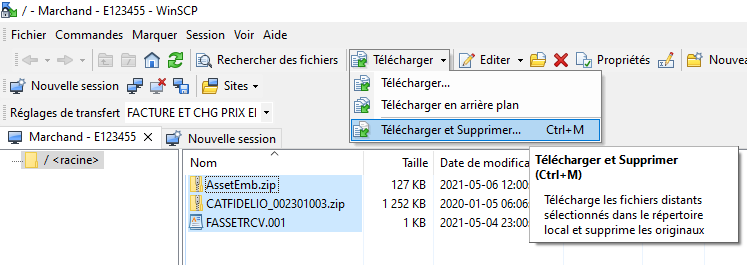 / - Marchand - E123455 - WinSCP
Fichier Commandes Marquer Session Voir Aide
Rechercher des fichiers Télécharger Editer Propriétés Nouveau
Nouvelle session Sites
Réglages de transfert FACTURE ET CHG PRIX
Marchand - E123455 X Nouvelle session
Télécharger...
Télécharger en arrière plan
Télécharger et Supprimer... Ctrl+M
/ <racine>
Nom Taille Date de modifica
AssetEmb.zip 127 KB 2021-05-06 12:00:
CATFIDELIO_002301003.zip 1 252 KB 2020-01-05 06:06:
FASSETRCV.001 1 KB 2021-05-04 23:00:
Télécharger et Supprimer
(Ctrl+M)
Télécharge les fichiers distants
sélectionnés dans le répertoire
local et supprime les originaux